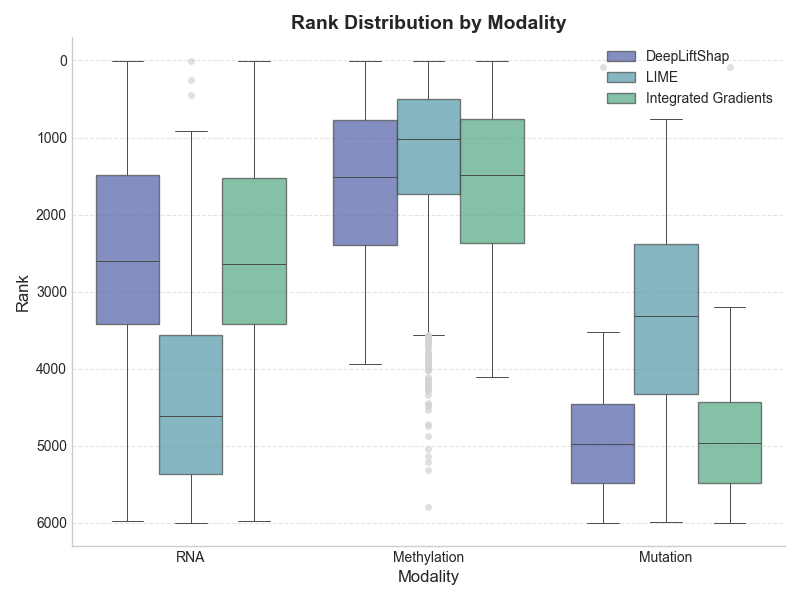 Rank Distribution by Modality
DeepLiftShap
LIME
Integrated Gradients
0
1000
2000
3000
4000
5000
6000
Rank
RNA
Methylation
Mutation
Modality